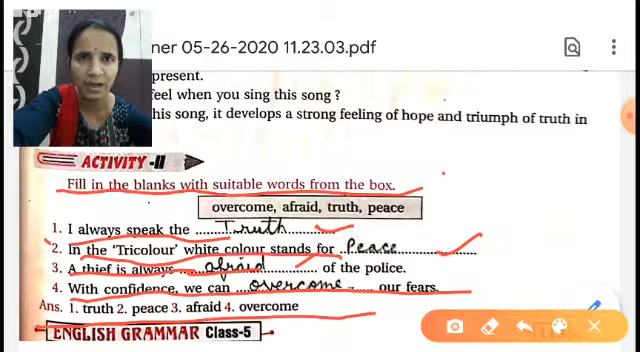 ner 05-26-2020 11.23.03.pdf
present.
feel when you sing this song ?
his song, it develops a strong feeling of hope and triumph of truth in
ACTIVITY-II
Fill in the blanks with suitable words from the box.
overcome, afraid, truth, peace
1. I always speak the ......Truth......
2. In the 'Tricolour' white colour stands for ..Peace..........
3. A thief is always .....afraid.......... of the police.
4. With confidence, we can ....overcome..... our fears.
Ans. 1. truth 2. peace 3. afraid 4. overcome
ENGLISH GRAMMAR Class-5